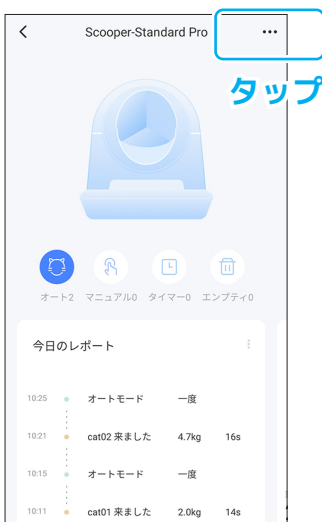 Scooper-Standard Pro
タップ
オート2 マニュアル0 タイマー0 エンプティ0
今日のレポート
10:25 オートモード 一度
10:21 cat02 来ました 4.7kg 16s
10:15 オートモード 一度
10:11 cat01 来ました 2.0kg 14s